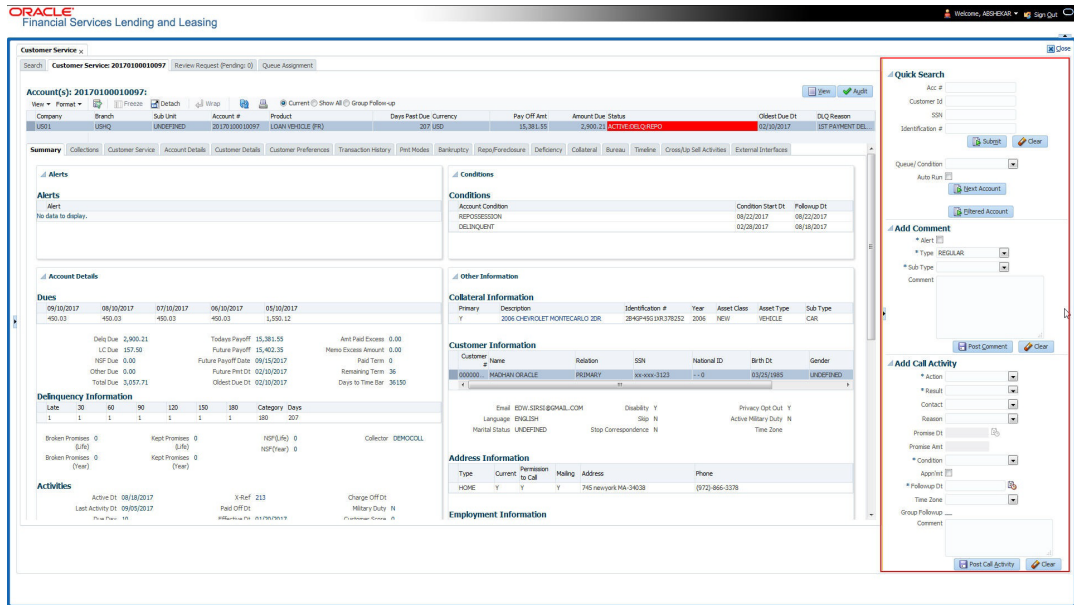 ORACLE
Financial Services Lending and Leasing
Welcome, ABSHEKAR Sign Out
Customer Service x
Close
Search Customer Service: 20170100010097 Review Request (Pending: 0) Queue Assignment
Account(s): 20170100010097:
View Audit
View Format Freeze Detach Wrap Current Show All Group Follow-up
Company Branch Sub Unit Account # Product Days Past Due Currency Pay Off Amt Amount Due Status Oldest Due Dt DLQ Reason
US01 USHQ UNDEFINED 20170100010097 LOAN VEHICLE (FR) 207 USD 15,381.55 2,900.21 ACTIVE:DELQ:REPO 02/10/2017 1ST PAYMENT DEL...
Summary Collections Customer Service Account Details Customer Details Customer Preferences Transaction History Pmt Modes Bankruptcy Repo/Foreclosure Deficiency Collateral Bureau Timeline Cross/Up Sell Activities External Interfaces
Alerts
Alerts
Alert
No data to display.
Conditions
Conditions
Account Condition Condition Start Dt Followup Dt
REPOSSESSION 08/22/2017 08/22/2017
DELINQUENT 02/28/2017 08/18/2017
Account Details
Dues
09/10/2017 08/10/2017 07/10/2017 06/10/2017 05/10/2017
450.03 450.03 450.03 450.03 1,550.12
Delq Due 2,900.21 Todays Payoff 15,381.55 Amt Paid Excess 0.00
LC Due 157.50 Future Payoff 15,402.35 Memo Excess Amount 0.00
NSF Due 0.00 Future Payoff Date 09/15/2017 Paid Term 0
Other Due 0.00 Future Pmt Dt 02/10/2017 Remaining Term 36
Total Due 3,057.71 Oldest Due Dt 02/10/2017 Days to Time Bar 36150
Delinquency Information
Late 30 60 90 120 150 180 Category Days
1 1 1 1 1 1 1 180 207
Broken Promises (Life) 0 Kept Promises (Life) 0 NSF(Life) 0 Collector DEMOCOLL
Broken Promises (Year) 0 Kept Promises (Year) 0 NSF(Year) 0
Activities
Active Dt 08/18/2017 X-Ref 213 Charge Off Dt
Last Activity Dt 09/05/2017 Paid Off Dt Military Duty N
Due Day 10 Effective Dt 01/20/2017 Customer Score 0
Other Information
Collateral Information
Primary Description Identification # Year Asset Class Asset Type Sub Type
Y 2006 CHEVROLET MONTECARLO 2DR 2B4GP45G1XR378252 2006 NEW VEHICLE CAR
Customer Information
Customer # Name Relation SSN National ID Birth Dt Gender
000000... MADHAN ORACLE PRIMARY xx-xxx-3123 - - 0 03/25/1985 UNDEFINED
Email EDW.SIRSI@GMAIL.COM Disability Y Privacy Opt Out Y
Language ENGLISH Skip N Active Military Duty N
Marital Status UNDEFINED Stop Correspondence N Time Zone
Address Information
Type Current Permission to Call Mailing Address Phone
HOME Y Y Y 745 newyork MA-34038 (972)-866-3378
Employment Information
Quick Search
Acc #
Customer Id
SSN
Identification #
Submit Clear
Queue/ Condition
Auto Run
Next Account
Filtered Account
Add Comment
* Alert
* Type REGULAR
* Sub Type
Comment
Post Comment Clear
Add Call Activity
* Action
* Result
Contact
Reason
Promise Dt
Promise Amt
* Condition
Appn'mt
* Followup Dt
Time Zone
Group Followup
Comment
Post Call Activity Clear